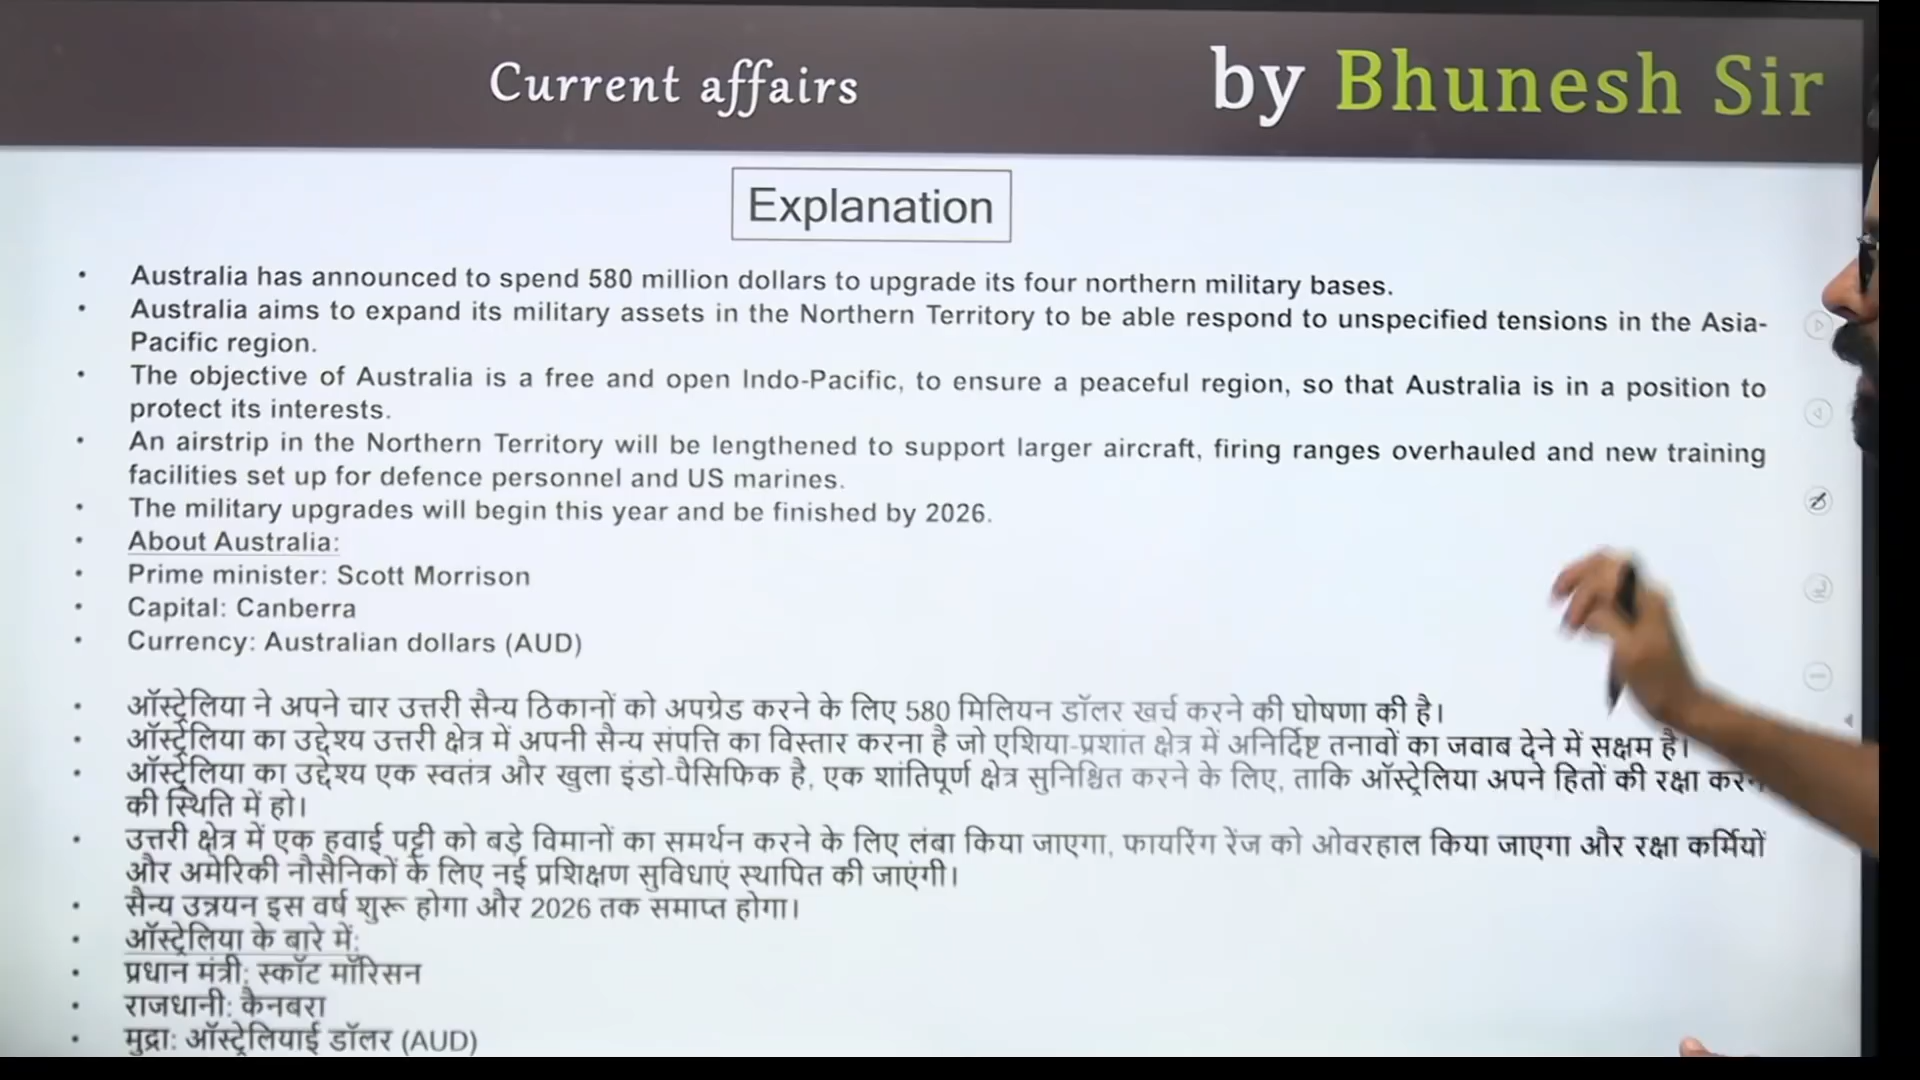 Current affairs
by Bhunesh Sir
Explanation
• Australia has announced to spend 580 million dollars to upgrade its four northern military bases.
• Australia aims to expand its military assets in the Northern Territory to be able respond to unspecified tensions in the Asia-
Pacific region.
• The objective of Australia is a free and open Indo-Pacific, to ensure a peaceful region, so that Australia is in a position to
protect its interests.
• An airstrip in the Northern Territory will be lengthened to support larger aircraft, firing ranges overhauled and new training
facilities set up for defence personnel and US marines.
• The military upgrades will begin this year and be finished by 2026.
• About Australia:
• Prime minister: Scott Morrison
• Capital: Canberra
• Currency: Australian dollars (AUD)
• ऑस्ट्रेलिया ने अपने चार उत्तरी सैन्य ठिकानों को अपग्रेड करने के लिए 580 मिलियन डॉलर खर्च करने की घोषणा की है।
• ऑस्ट्रेलिया का उद्देश्य उत्तरी क्षेत्र में अपनी सैन्य संपत्ति का विस्तार करना है जो एशिया-प्रशांत क्षेत्र में अनिर्दिष्ट तनावों का जवाब देने में सक्षम है।
• ऑस्ट्रेलिया का उद्देश्य एक स्वतंत्र और खुला इंडो-पैसिफिक है, एक शांतिपूर्ण क्षेत्र सुनिश्चित करने के लिए, ताकि ऑस्ट्रेलिया अपने हितों की रक्षा
की स्थिति में हो।
• उत्तरी क्षेत्र में एक हवाई पट्टी को बड़े विमानों का समर्थन करने के लिए लंबा किया जाएगा, फायरिंग रेंज को ओवरहाल किया जाएगा और रक्षा कर्मियों
और अमेरिकी नौसैनिकों के लिए नई प्रशिक्षण सुविधाएं स्थापित की जाएंगी।
• सैन्य उन्नयन इस वर्ष शुरू होगा और 2026 तक समाप्त होगा।
• ऑस्ट्रेलिया के बारे में:
• प्रधान मंत्री: स्कॉट मॉरिसन
• राजधानी: कैनबरा
• मुद्रा: ऑस्ट्रेलियाई डॉलर (AUD)